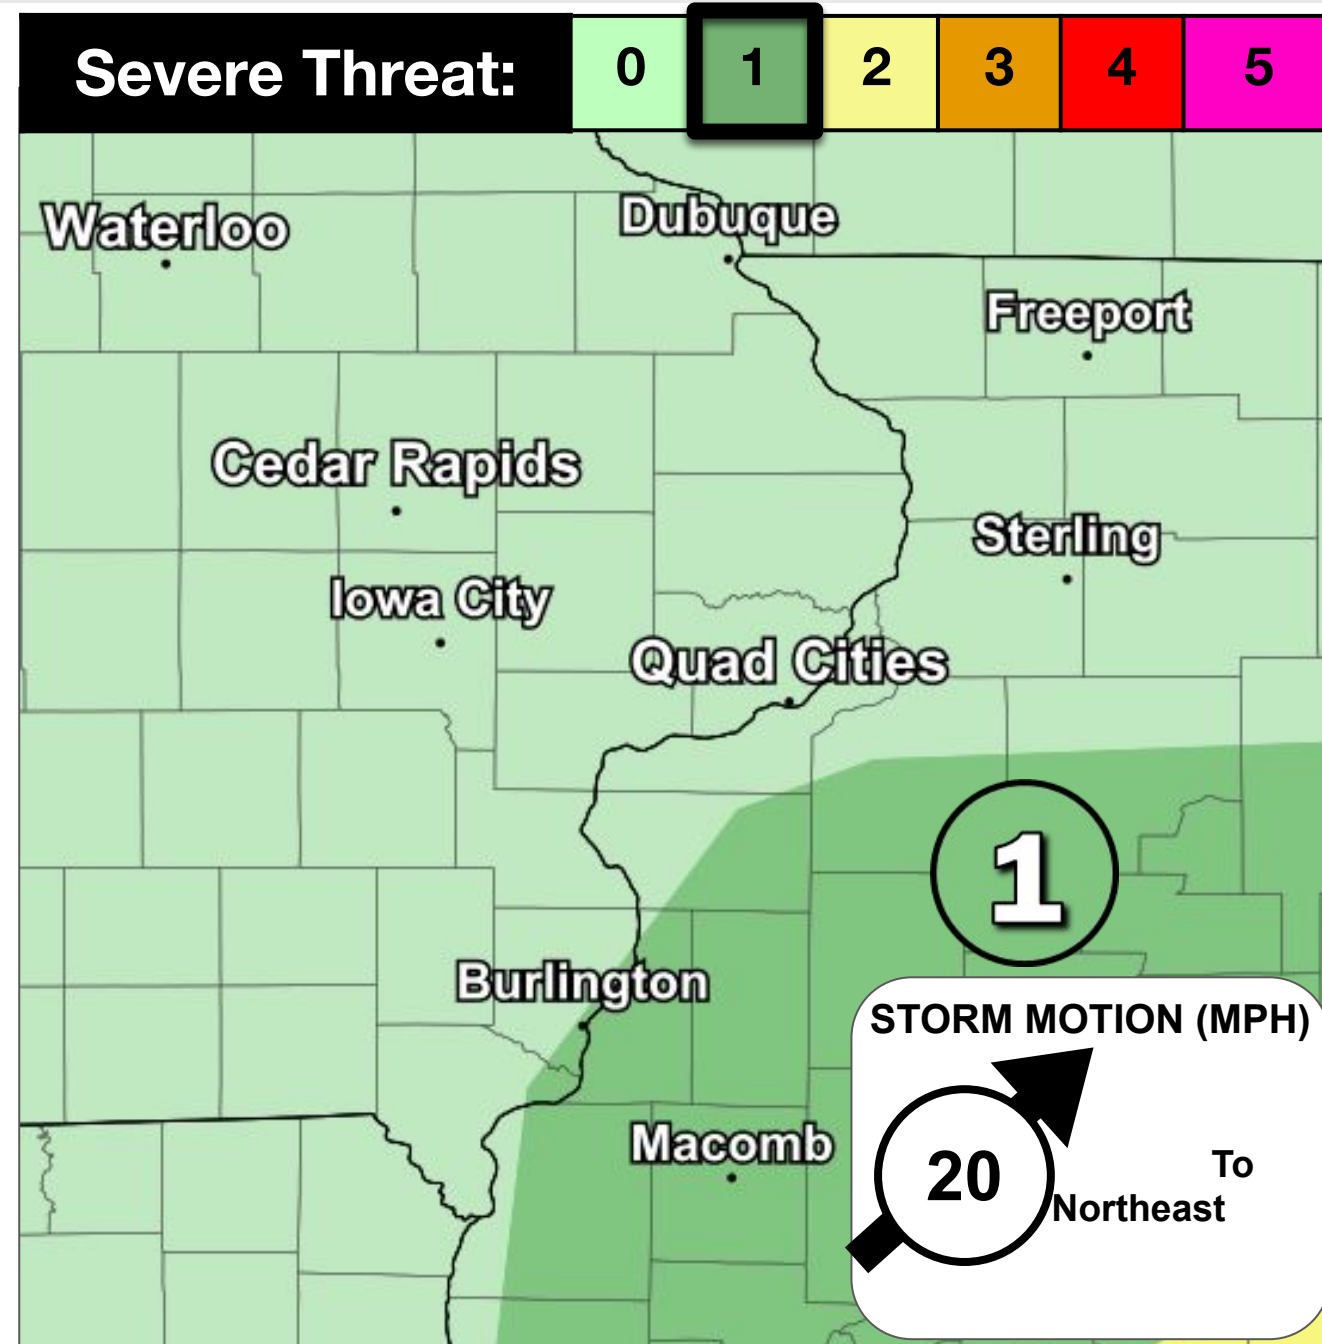 Severe Threat: 0 1 2 3 4 5
Waterloo
Dubuque
Freeport
Cedar Rapids
Sterling
Iowa City
Quad Cities
1
Burlington
STORM MOTION (MPH)
Macomb
20
To
Northeast